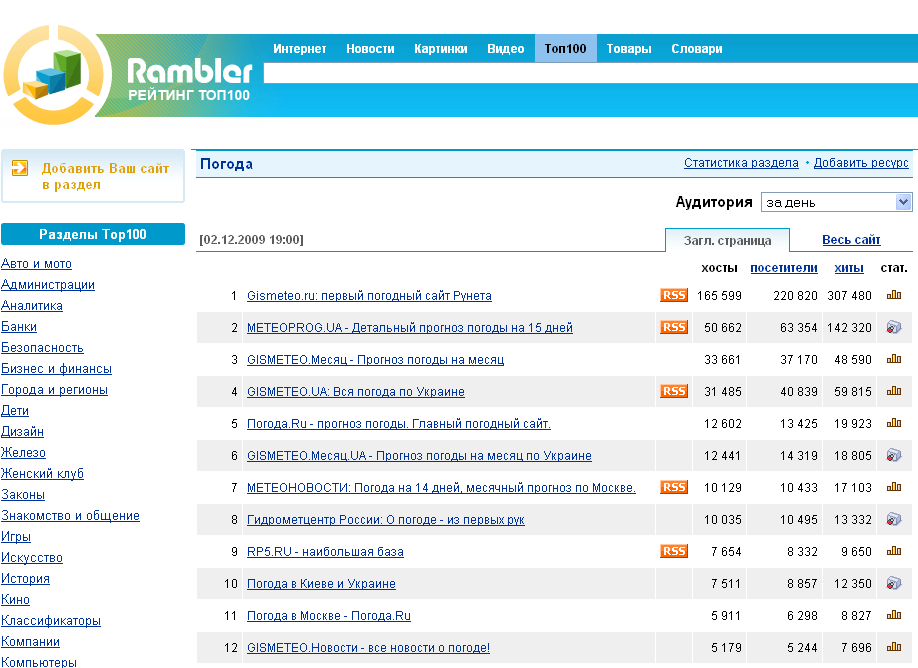 Интернет Новости Картинки Видео Топ100 Товары Словари
Rambler
РЕЙТИНГ ТОП100
Добавить Ваш сайт
в раздел
Погода Статистика раздела • Добавить ресурс
Аудитория за день
Разделы Top100
Авто и мото
Администрации
Аналитика
Банки
Безопасность
Бизнес и финансы
Города и регионы
Дети
Дизайн
Железо
Женский клуб
Законы
Знакомство и общение
Игры
Искусство
История
Кино
Классификаторы
Компании
Компьютеры
[02.12.2009 19:00] Загл. страница Весь сайт
хосты посетители хиты стат.
1 Gismeteo.ru: первый погодный сайт Рунета RSS 165 599 220 820 307 480
2 METEOPROG.UA - Детальный прогноз погоды на 15 дней RSS 50 662 63 354 142 320
3 GISMETEO.Месяц - Прогноз погоды на месяц 33 661 37 170 48 590
4 GISMETEO.UA: Вся погода по Украине RSS 31 485 40 839 59 815
5 Погода.Ru - прогноз погоды. Главный погодный сайт. 12 602 13 425 19 923
6 GISMETEO.Месяц.UA - Прогноз погоды на месяц по Украине 12 441 14 319 18 805
7 МЕТЕОНОВОСТИ: Погода на 14 дней, месячный прогноз по Москве. RSS 10 129 10 433 17 103
8 Гидрометцентр России: О погоде - из первых рук 10 035 10 495 13 332
9 RP5.RU - наибольшая база RSS 7 654 8 332 9 650
10 Погода в Киеве и Украине 7 511 8 857 12 350
11 Погода в Москве - Погода.Ru 5 911 6 298 8 827
12 GISMETEO.Новости - все новости о погоде! 5 179 5 244 7 696